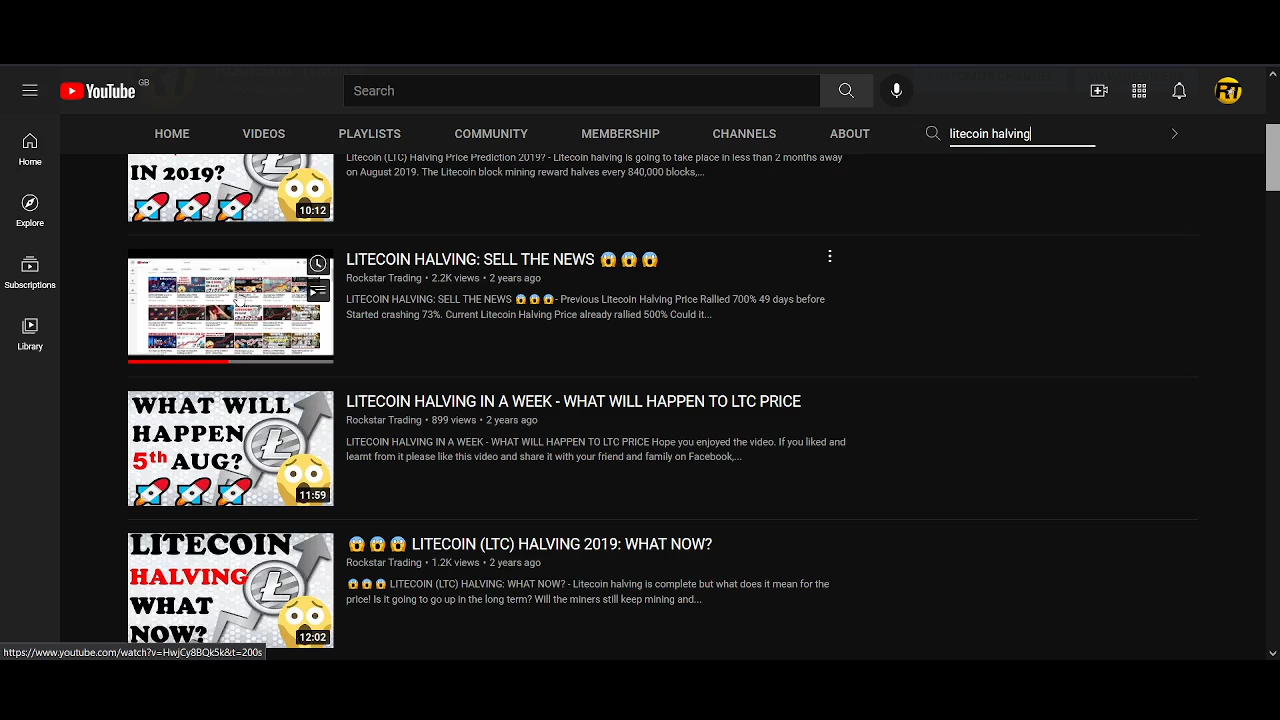 YouTube GB
Search
HOME VIDEOS PLAYLISTS COMMUNITY MEMBERSHIP CHANNELS ABOUT litecoin halving
Home
Explore
Subscriptions
Library
IN 2019?
10:12
Litecoin (LTC) Halving Price Prediction 2019? - Litecoin halving is going to take place in less than 2 months away
on August 2019. The Litecoin block mining reward halves every 840,000 blocks,...
LITECOIN HALVING: SELL THE NEWS 😱 😱 😱
Rockstar Trading • 2.2K views • 2 years ago
HALVING: SELL THE NEWS 😱 😱 😱 - Previous Litecoin Halving Price rallied 700% 49 days before
Started crashing 73%. Current Litecoin Halving Price already rallied 500% Could it...
WHAT WILL
HAPPEN
5th AUG?
11:59
LITECOIN HALVING IN A WEEK - WHAT WILL HAPPEN TO LTC PRICE
Rockstar Trading • 899 views • 2 years ago
LITECOIN HALVING IN A WEEK - WHAT WILL HAPPEN TO LTC PRICE Hope you enjoyed the video. If you liked and
learnt from it please like this video and share it with your friend and family on Facebook,...
LITECOIN
HALVING
WHAT
NOW?
12:02
😱 😱 😱 LITECOIN (LTC) HALVING 2019: WHAT NOW?
Rockstar Trading • 1.2K views • 2 years ago
😱 😱 😱 LITECOIN (LTC) HALVING: WHAT NOW? - Litecoin halving is complete but what does it mean for the
price! Is it going to go up in the long term? Will the miners still keep mining and...
https://www.youtube.com/watch?v=HwjCy8BQk5k&t=200s